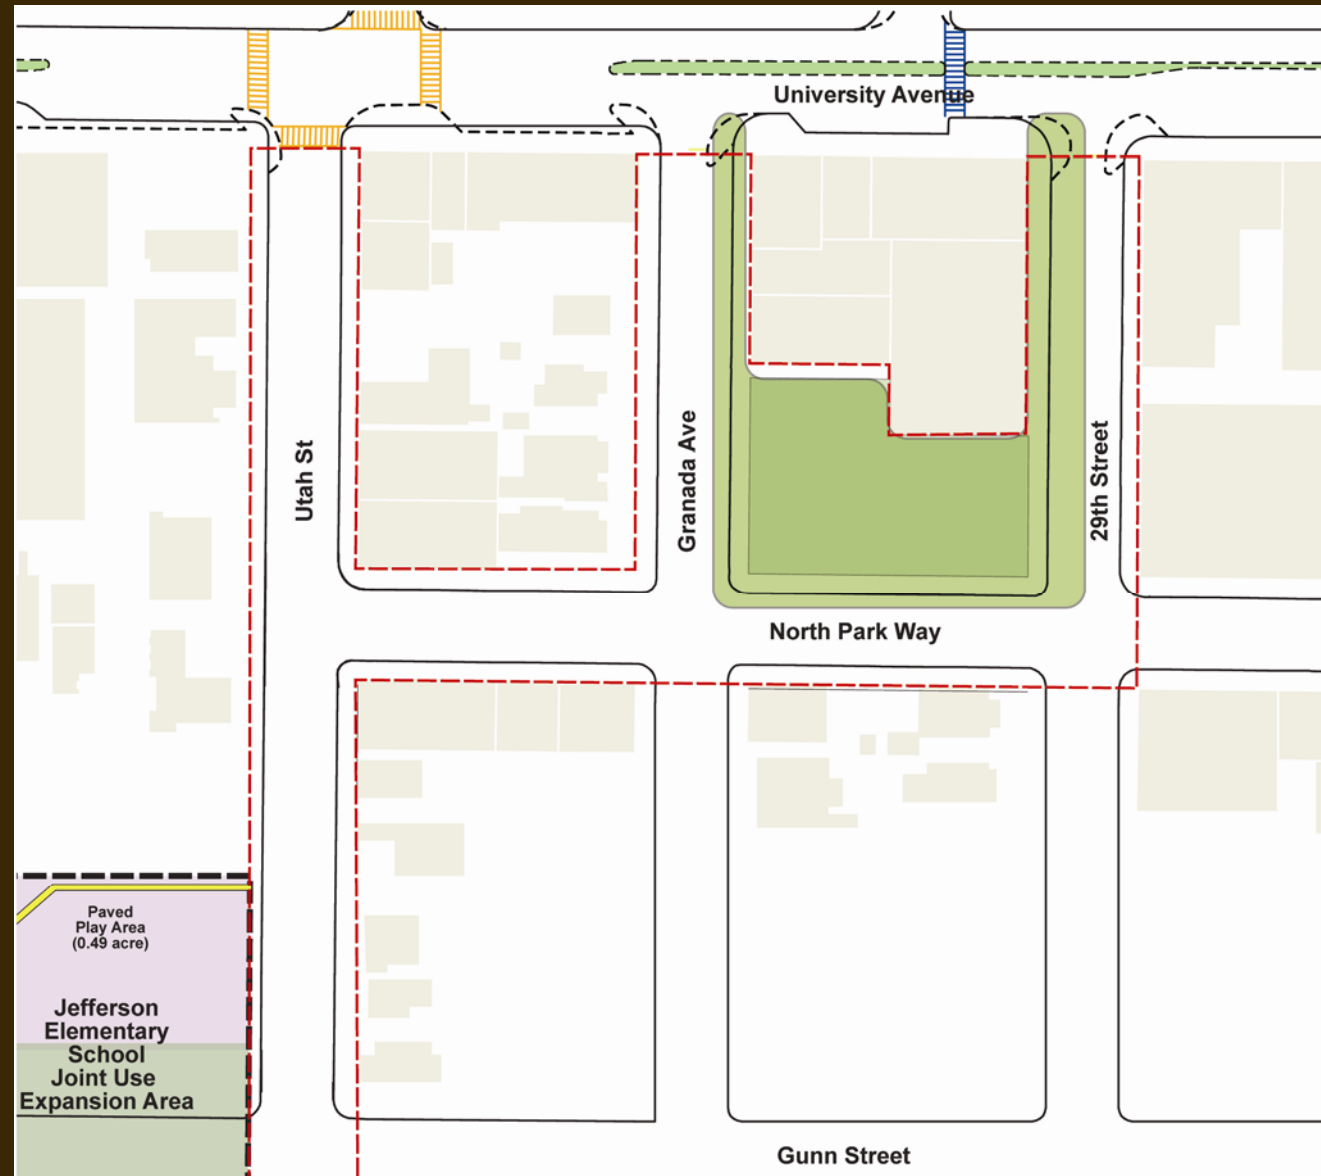 University Avenue
Utah St
Granada Ave
29th Street
North Park Way
Paved
Play Area
(0.49 acre)
Jefferson
Elementary
School
Joint Use
Expansion Area
Gunn Street